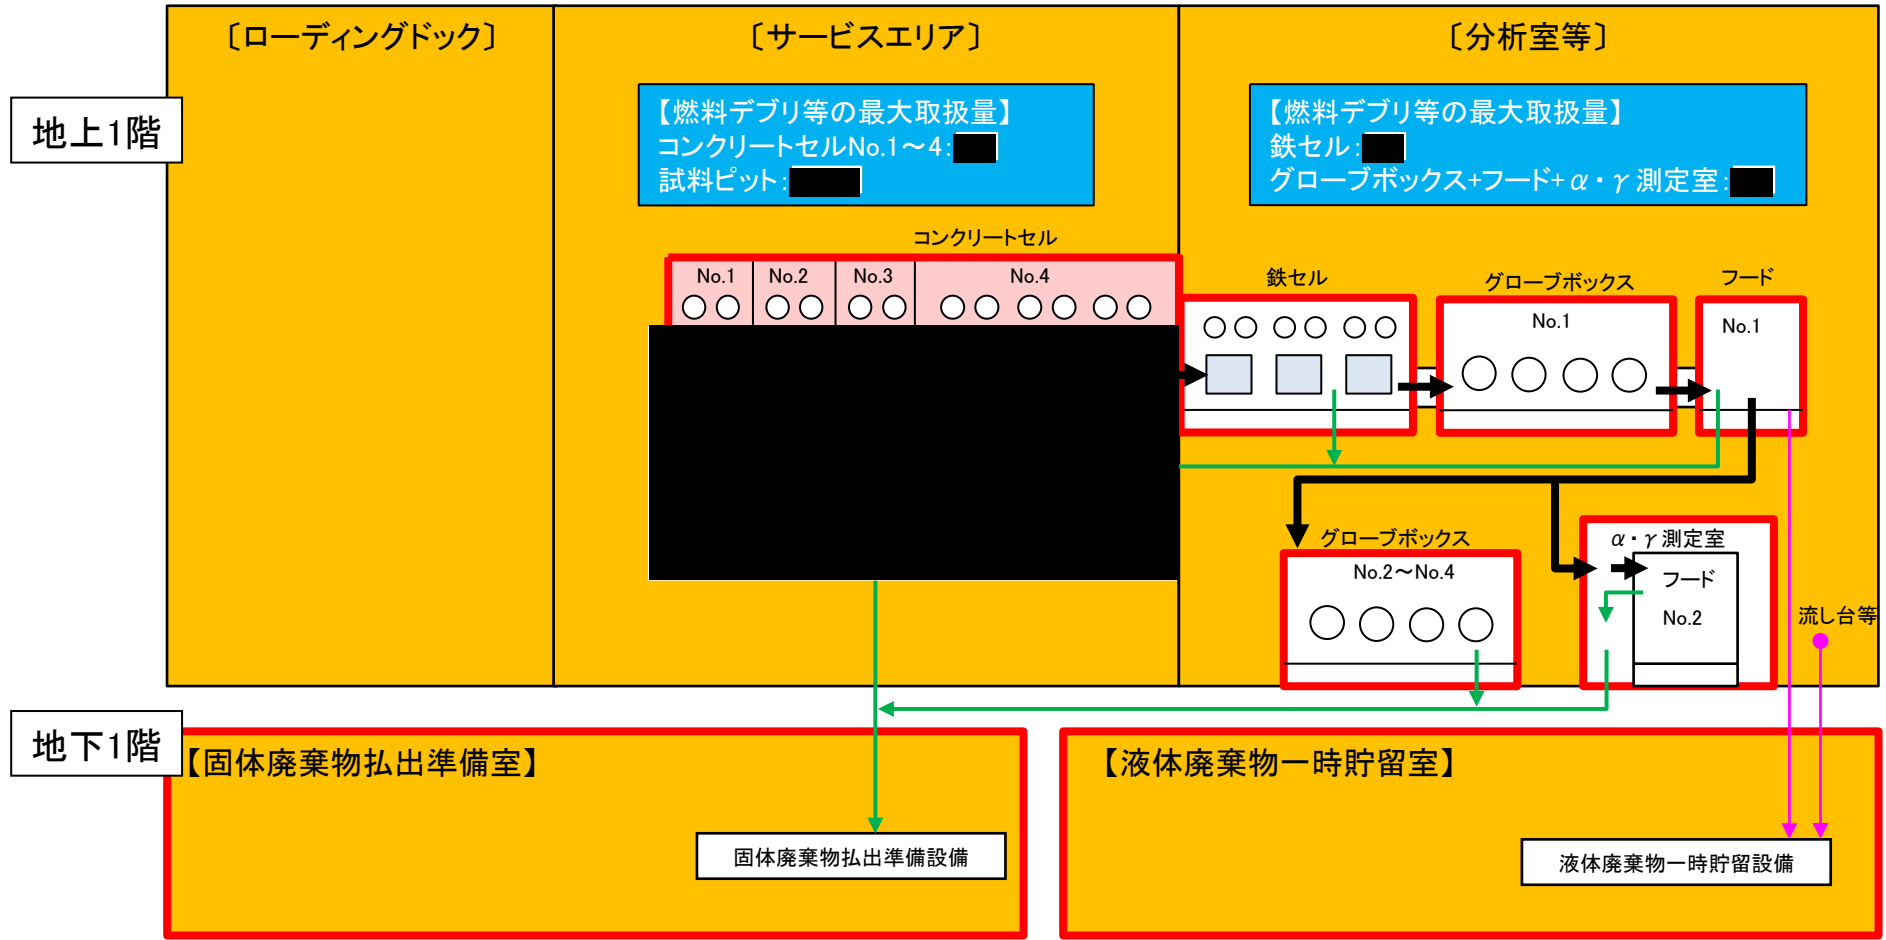 〔ローディングドック〕
〔サービスエリア〕
〔分析室等〕
地上1階
【燃料デブリ等の最大取扱量】
コンクリートセルNo.1～4:
試料ピット:
【燃料デブリ等の最大取扱量】
鉄セル:
グローブボックス+フード+α・γ測定室:
コンクリートセル
No.1
No.2
No.3
No.4
鉄セル
グローブボックス
No.1
フード
No.1
グローブボックス
No.2～No.4
α・γ測定室
フード
No.2
流し台等
地下1階
【固体廃棄物払出準備室】
固体廃棄物払出準備設備
【液体廃棄物一時貯留室】
液体廃棄物一時貯留設備